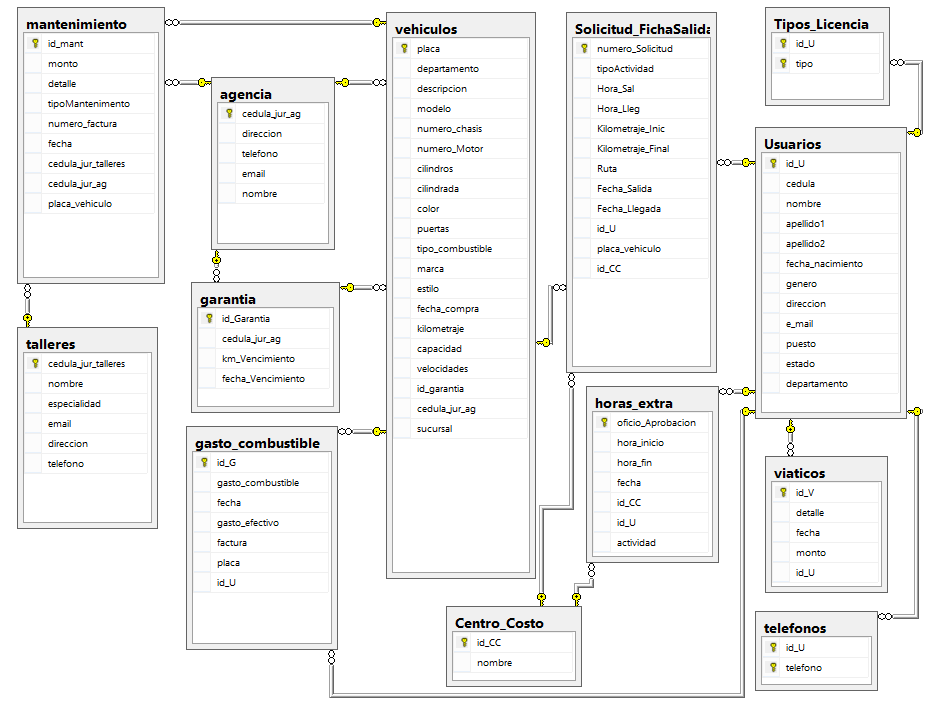 mantenimiento
id_mant
monto
detalle
tipoMantenimento
numero_factura
fecha
cedula_jur_talleres
cedula_jur_ag
placa_vehiculo
talleres
cedula_jur_talleres
nombre
especialidad
email
direccion
telefono
agencia
cedula_jur_ag
direccion
telefono
email
nombre
garantia
id_Garantia
cedula_jur_ag
km_Vencimiento
fecha_Vencimiento
gasto_combustible
id_G
gasto_combustible
fecha
gasto_efectivo
factura
placa
id_U
vehiculos
placa
departamento
descripcion
modelo
numero_chasis
numero_Motor
cilindros
cilindrada
color
puertas
tipo_combustible
marca
estilo
fecha_compra
kilometraje
capacidad
velocidades
id_garantia
cedula_jur_ag
sucursal
Solicitud_FichaSalida
numero_Solicitud
tipoActividad
Hora_Sal
Hora_Lleg
Kilometraje_Inic
Kilometraje_Final
Ruta
Fecha_Salida
Fecha_Llegada
id_U
placa_vehiculo
id_CC
horas_extra
oficio_Aprobacion
hora_inicio
hora_fin
fecha
id_CC
id_U
actividad
Centro_Costo
id_CC
nombre
Tipos_Licencia
id_U
tipo
Usuarios
id_U
cedula
nombre
apellido1
apellido2
fecha_nacimiento
genero
direccion
e_mail
puesto
estado
departamento
viaticos
id_V
detalle
fecha
monto
id_U
telefonos
id_U
telefono